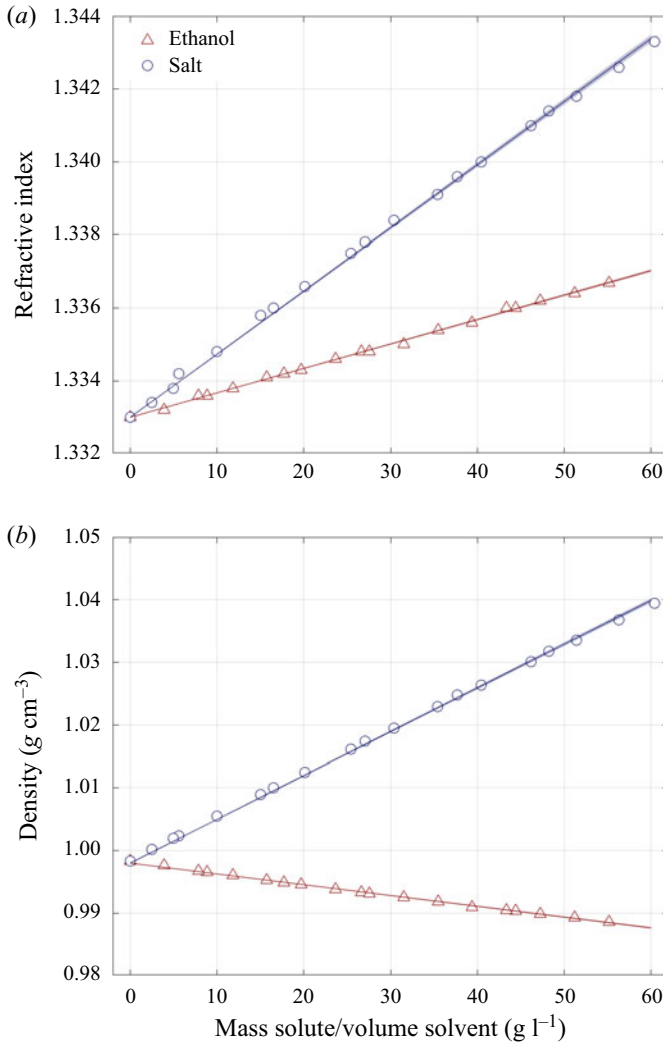 (a)
1.344
1.342
1.340
1.338
1.336
1.333
1.332
Refractive index
Ethanol
Salt
0 10 20 30 40 50 60
(b)
1.05
1.04
1.03
1.02
1.01
1.00
0.99
0.98
Density (g cm⁻³)
0 10 20 30 40 50 60
Mass solute/volume solvent (g l⁻¹)